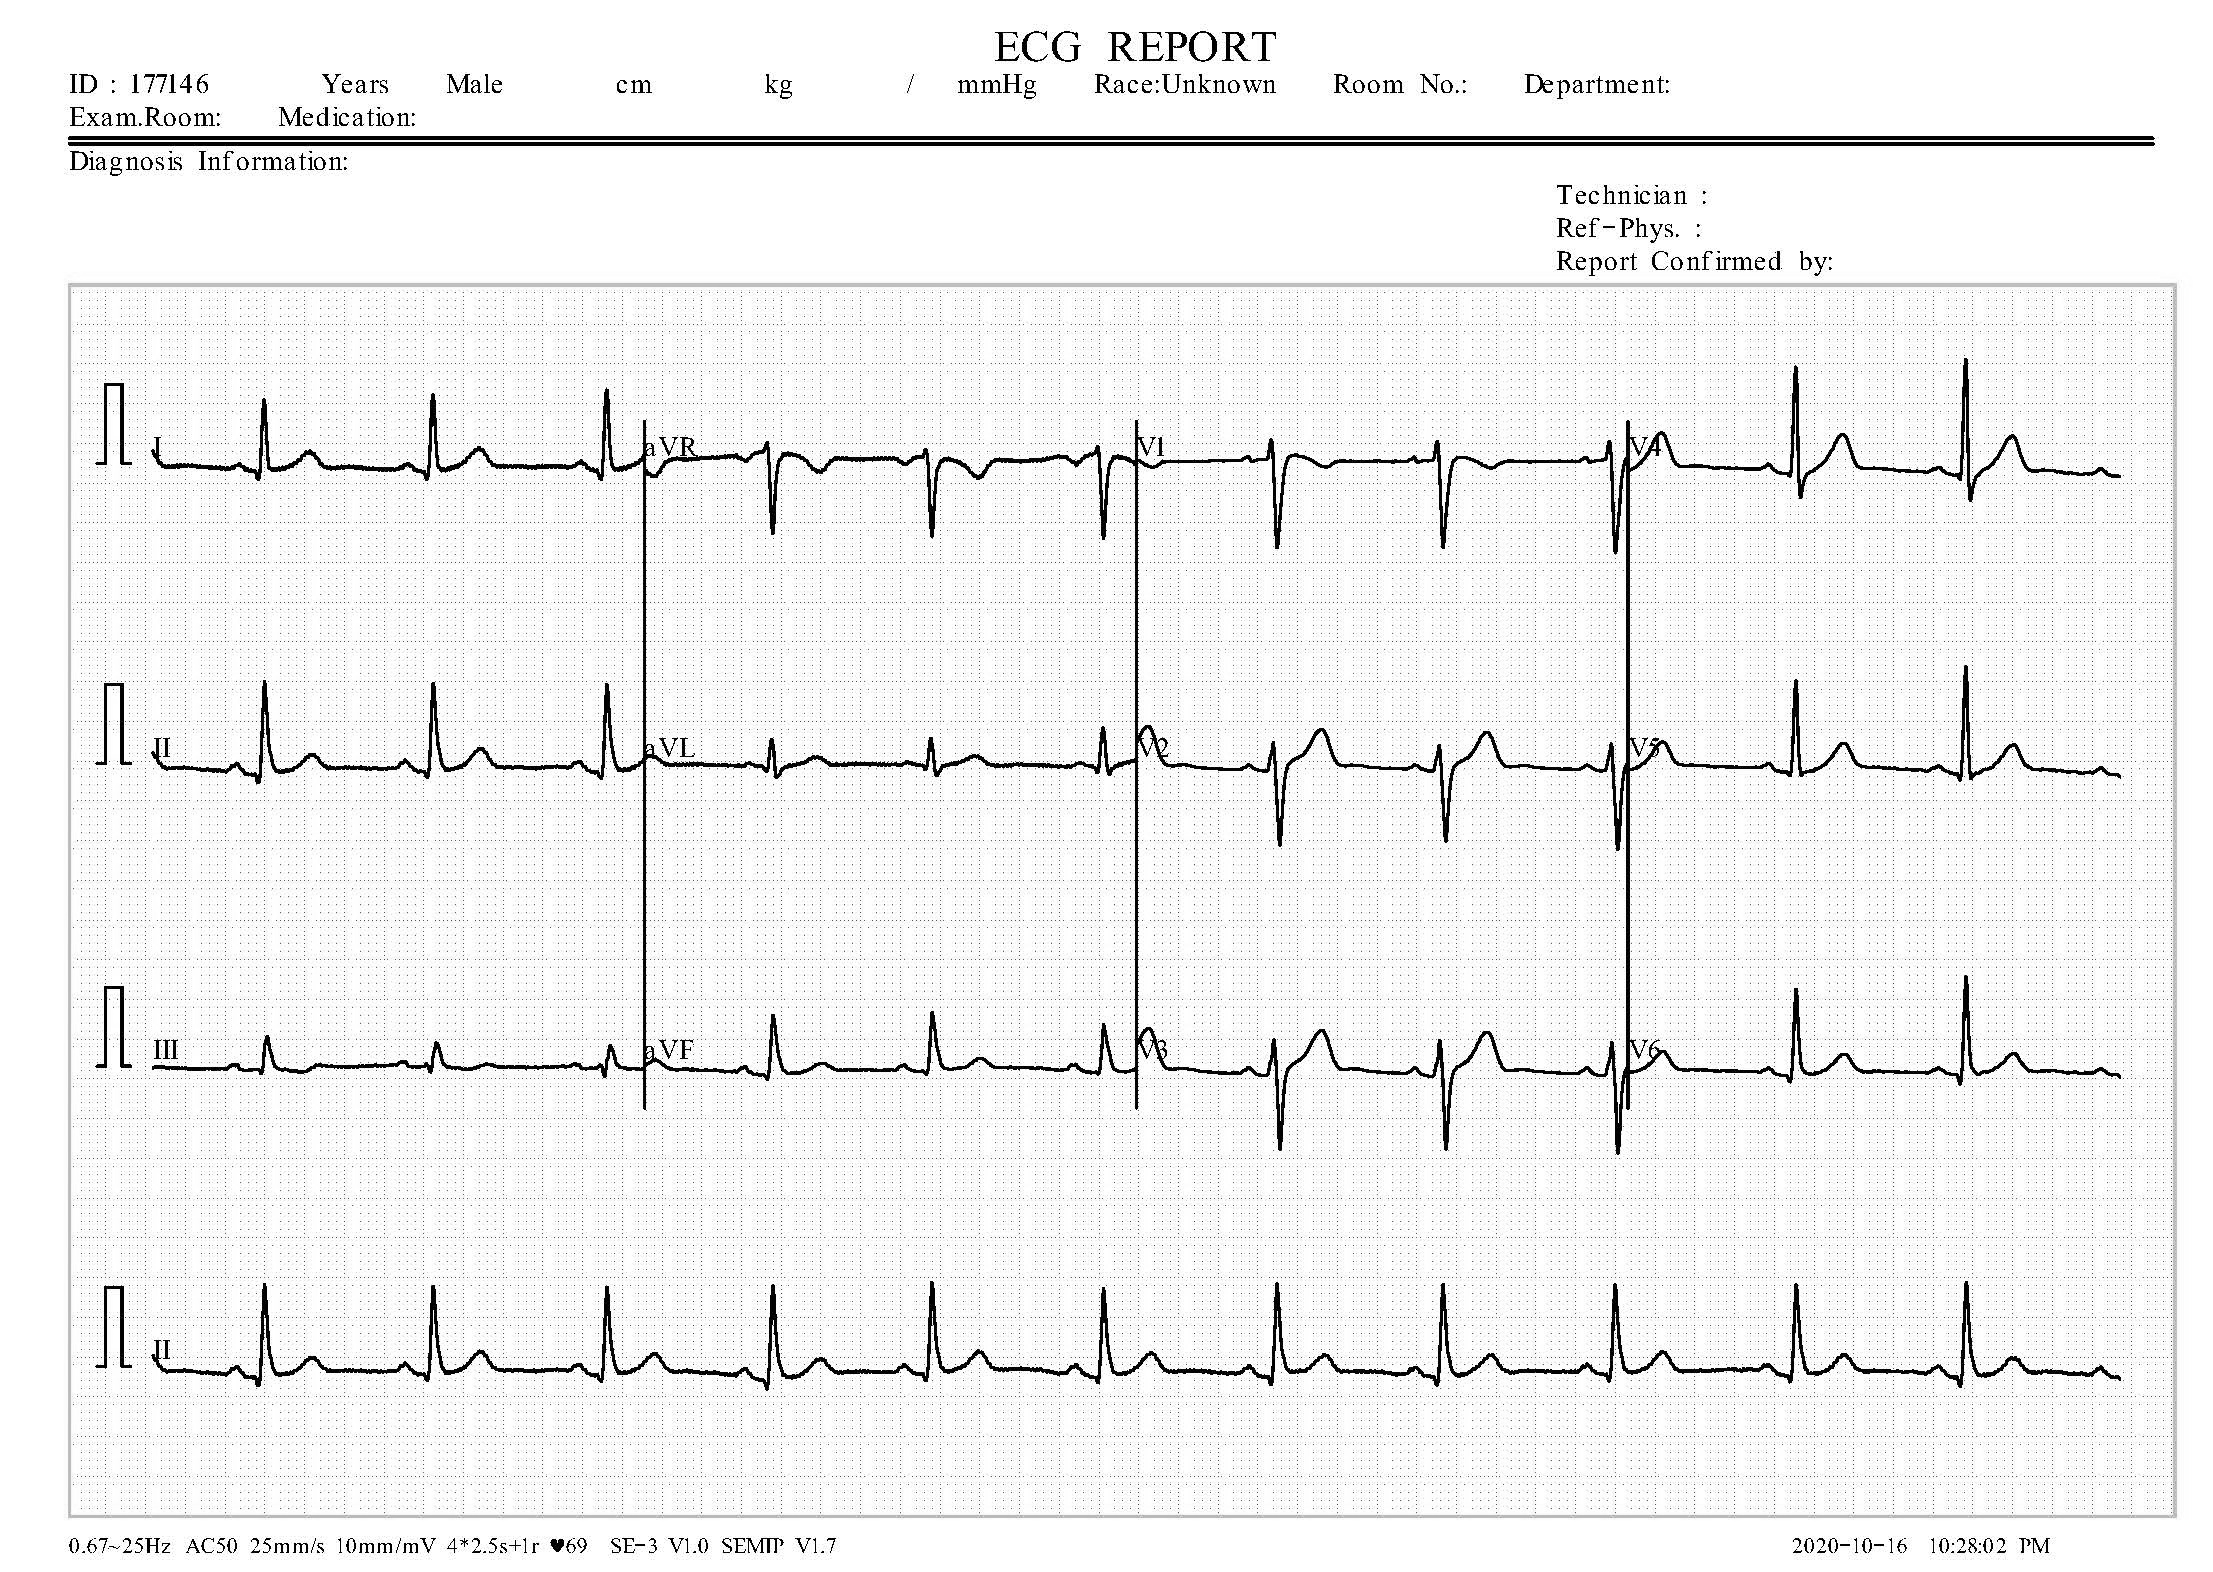 ECG REPORT
ID : 177146 Years Male cm kg / mmHg Race:Unknown Room No.: Department:
Exam.Room: Medication:
Diagnosis Information:
Technician :
Ref-Phys. :
Report Confirmed by:
I aVR V1 V4
II aVL V2 V5
III aVF V3 V6
II
0.67~25Hz AC50 25mm/s 10mm/mV 4*2.5s+1r ♥69 SE-3 V1.0 SEMIP V1.7 2020-10-16 10:28:02 PM